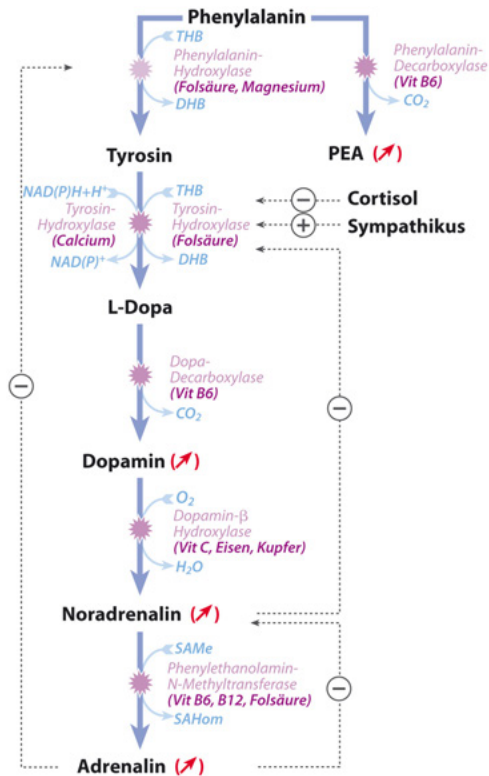 Phenylalanin
THB
Phenylalanin-
Hydroxylase
(Folsäure, Magnesium)
DHB
Phenylalanin-
Decarboxylase
(Vit B6)
CO₂
Tyrosin
PEA (↗)
NAD(P)H+H⁺
Tyrosin-
Hydroxylase
(Calcium)
NAD(P)⁺
THB
Tyrosin-
Hydroxylase
(Folsäure)
DHB
− Cortisol
+ Sympathikus
L-Dopa
Dopa-
Decarboxylase
(Vit B6)
CO₂
−
−
Dopamin (↗)
O₂
Dopamin-β
Hydroxylase
(Vit C, Eisen, Kupfer)
H₂O
Noradrenalin (↗)
SAMe
Phenylethanolamin-
N-Methyltransferase
(Vit B6, B12, Folsäure)
SAHom
−
Adrenalin (↗)